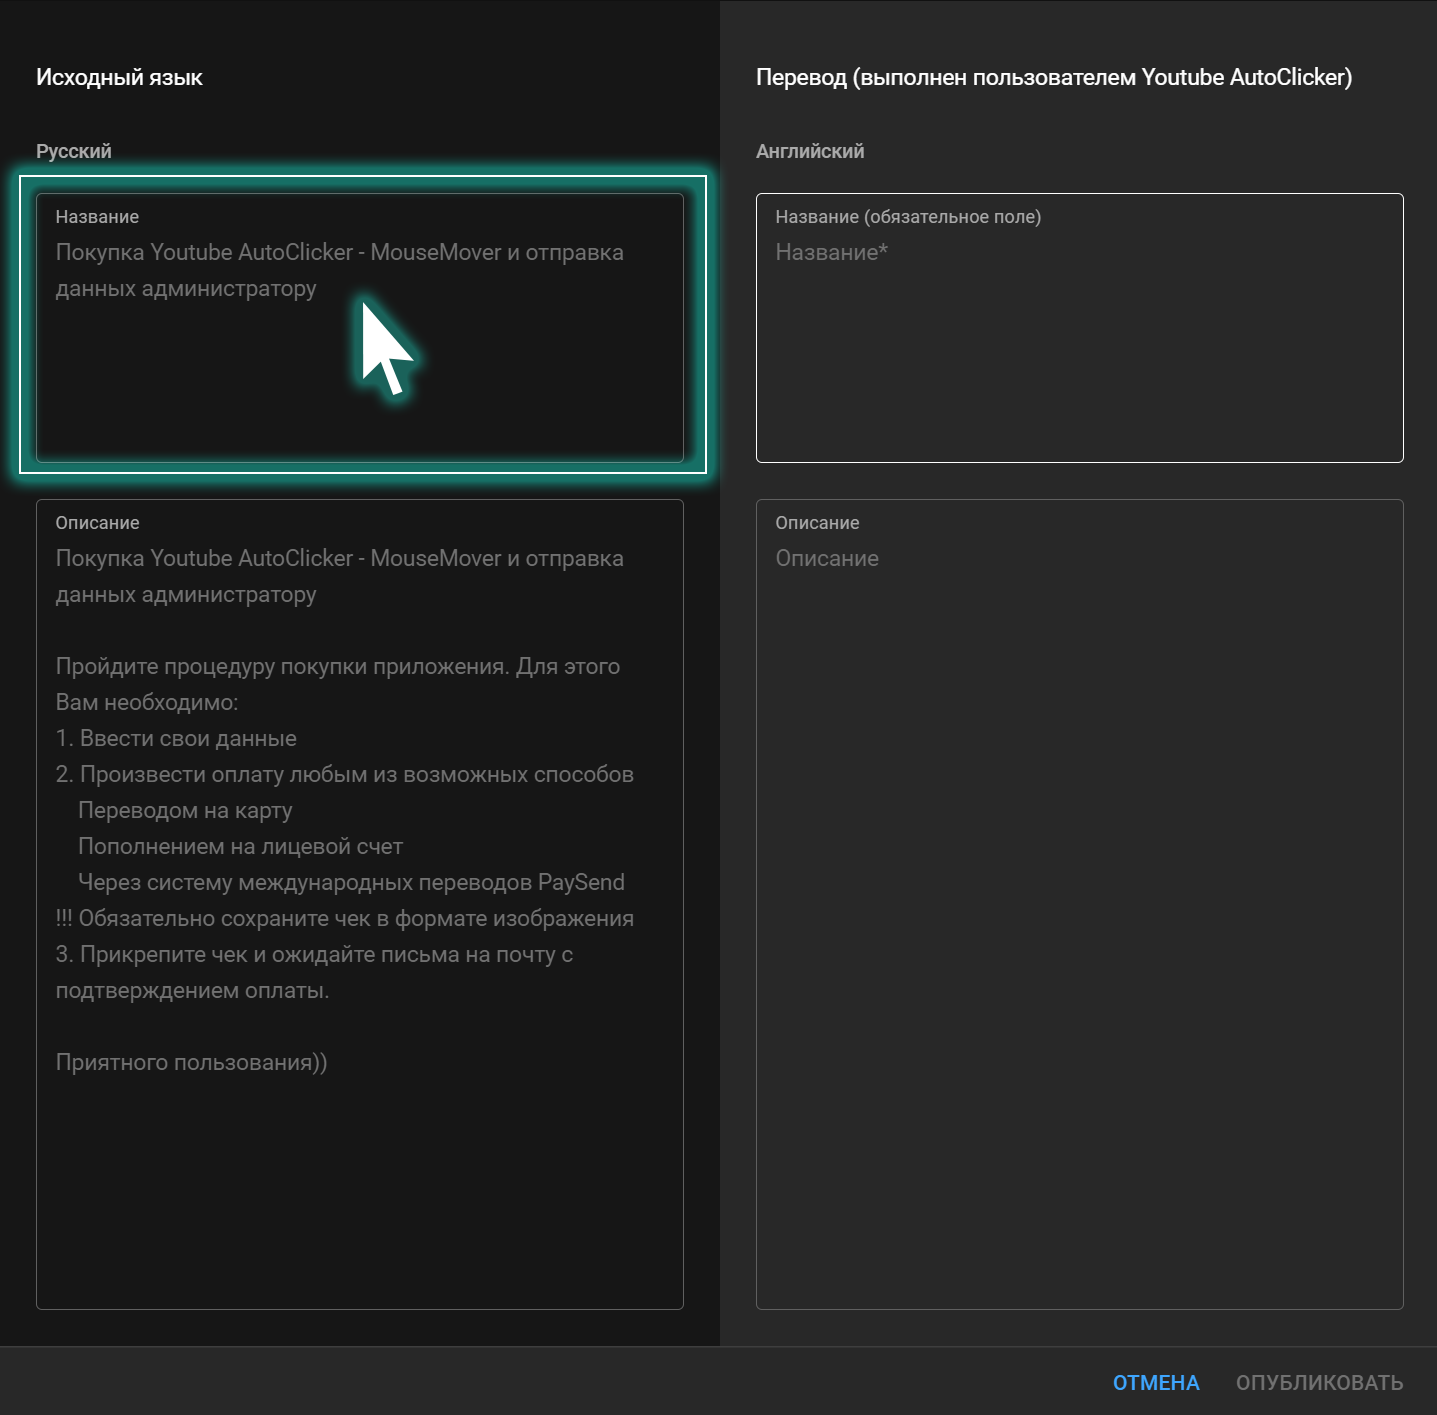 Исходный язык
Русский
Название
Покупка Youtube AutoClicker - MouseMover и отправка
данных администратору
Описание
Покупка Youtube AutoClicker - MouseMover и отправка
данных администратору
Пройдите процедуру покупки приложения. Для этого
Вам необходимо:
1. Ввести свои данные
2. Произвести оплату любым из возможных способов
Переводом на карту
Пополнением на лицевой счет
Через систему международных переводов PaySend
!!! Обязательно сохраните чек в формате изображения
3. Прикрепите чек и ожидайте письма на почту с
подтверждением оплаты.
Приятного пользования))
Перевод (выполнен пользователем Youtube AutoClicker)
Английский
Название (обязательное поле)
Название*
Описание
Описание
ОТМЕНА ОПУБЛИКОВАТЬ